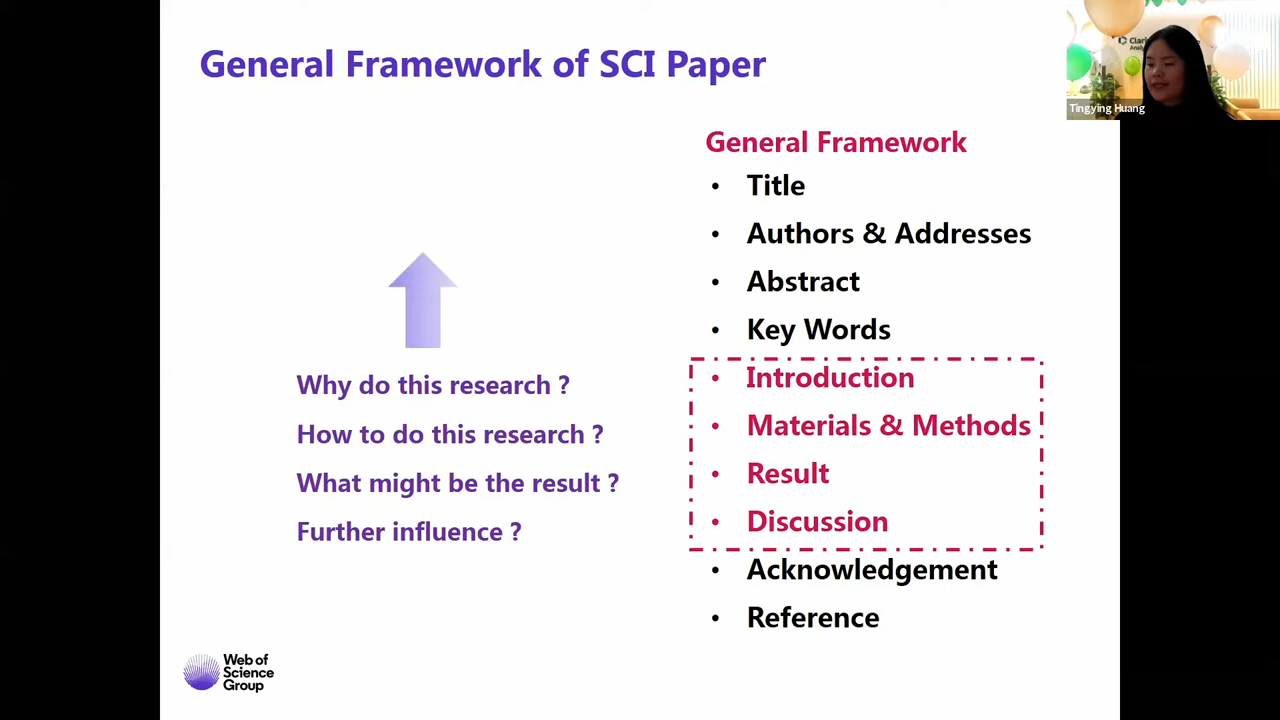 General Framework of SCI Paper
Tingying Huang
General Framework
• Title
• Authors & Addresses
• Abstract
• Key Words
• Introduction
• Materials & Methods
• Result
• Discussion
• Acknowledgement
• Reference
Why do this research ?
How to do this research ?
What might be the result ?
Further influence ?
Web of
Science
Group